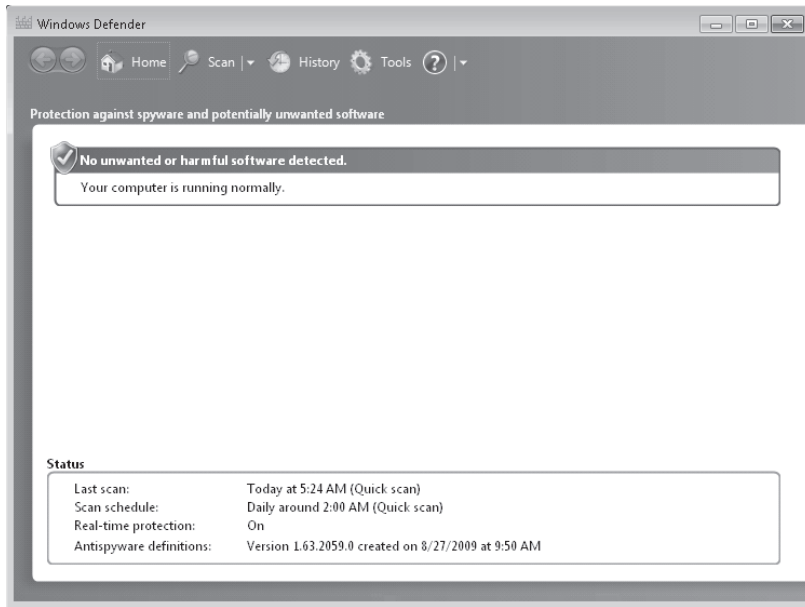 Windows Defender
Home Scan History Tools ?
Protection against spyware and potentially unwanted software
No unwanted or harmful software detected.
Your computer is running normally.
Status
Last scan: Today at 5:24 AM (Quick scan)
Scan schedule: Daily around 2:00 AM (Quick scan)
Real-time protection: On
Antispyware definitions: Version 1.63.2059.0 created on 8/27/2009 at 9:50 AM